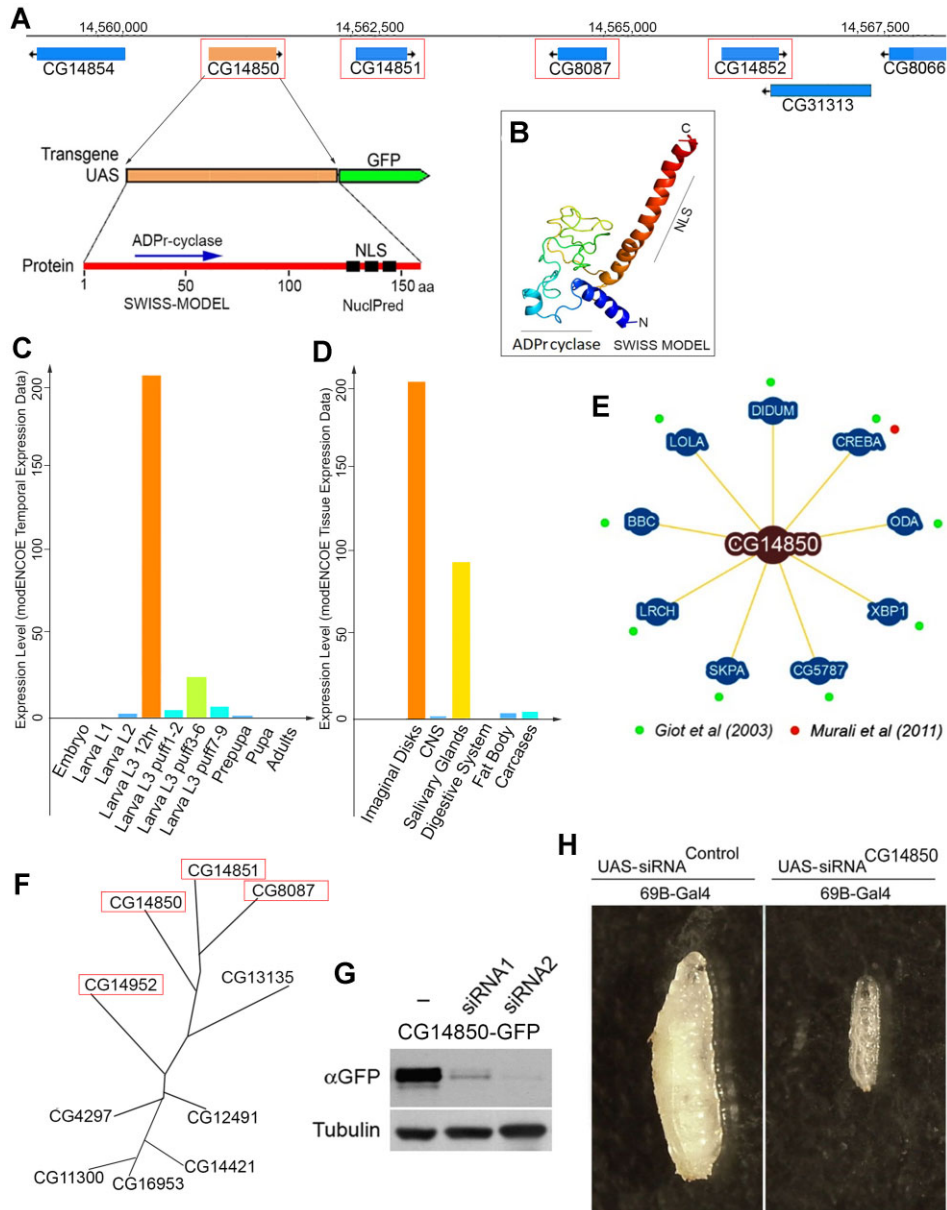 A
14,560,000 14,562,500 14,565,000 14,567,500
CG14854 CG14850 CG14851 CG8087 CG14852 CG8066
CG31313
Transgene
UAS
GFP
ADPr-cyclase
NLS
Protein
1 50 100 150 aa
SWISS-MODEL NuclPred
B
C
NLS
N
ADPr cyclase SWISS MODEL
C
Expression Level (modENCOE Temporal Expression Data)
200
150
100
50
0
Embryo
Larva L1
Larva L2
Larva L3 12hr
Larva L3 puff1-2
Larva L3 puff3-6
Larva L3 puff7-9
Prepupa
Pupa
Adults
D
Expression Level (modENCOE Tissue Expression Data)
200
150
100
50
0
Imaginal Disks
CNS
Salivary Glands
Digestive System
Fat Body
Carcases
E
DIDUM
LOLA
CREBA
BBC
ODA
CG14850
LRCH
XBP1
SKPA
CG5787
Giot et al (2003) Murali et al (2011)
F
CG14851
CG8087
CG14850
CG14952
CG13135
CG4297
CG12491
CG14421
CG11300
CG16953
G
– siRNA1 siRNA2
CG14850-GFP
αGFP
Tubulin
H
UAS-siRNA Control
69B-Gal4
UAS-siRNA CG14850
69B-Gal4